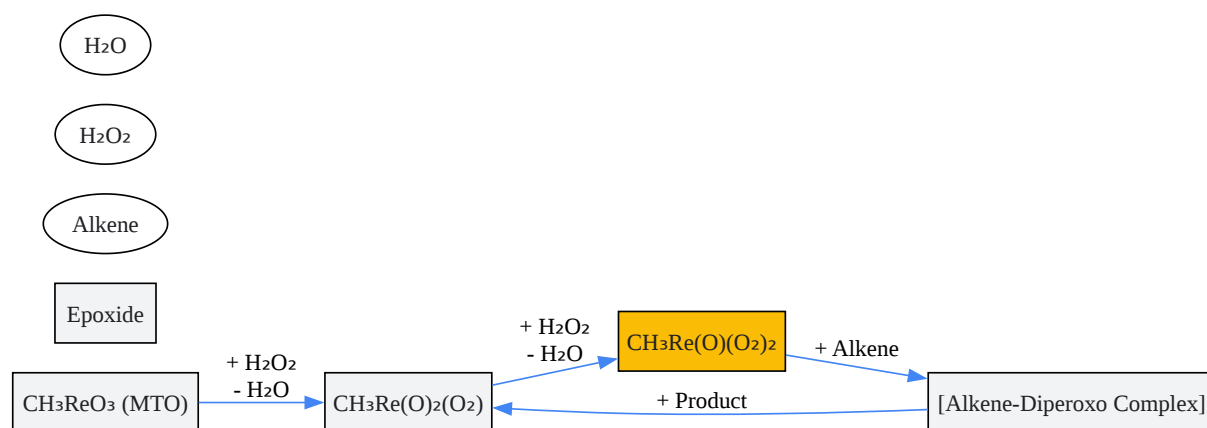 H₂O
H₂O₂
Alkene
Epoxide
+ H₂O₂
- H₂O
CH₃Re(O)(O₂)₂
+ Alkene
+ H₂O₂
- H₂O
CH₃ReO₃ (MTO)
CH₃Re(O)₂(O₂)
+ Product
[Alkene-Diperoxo Complex]